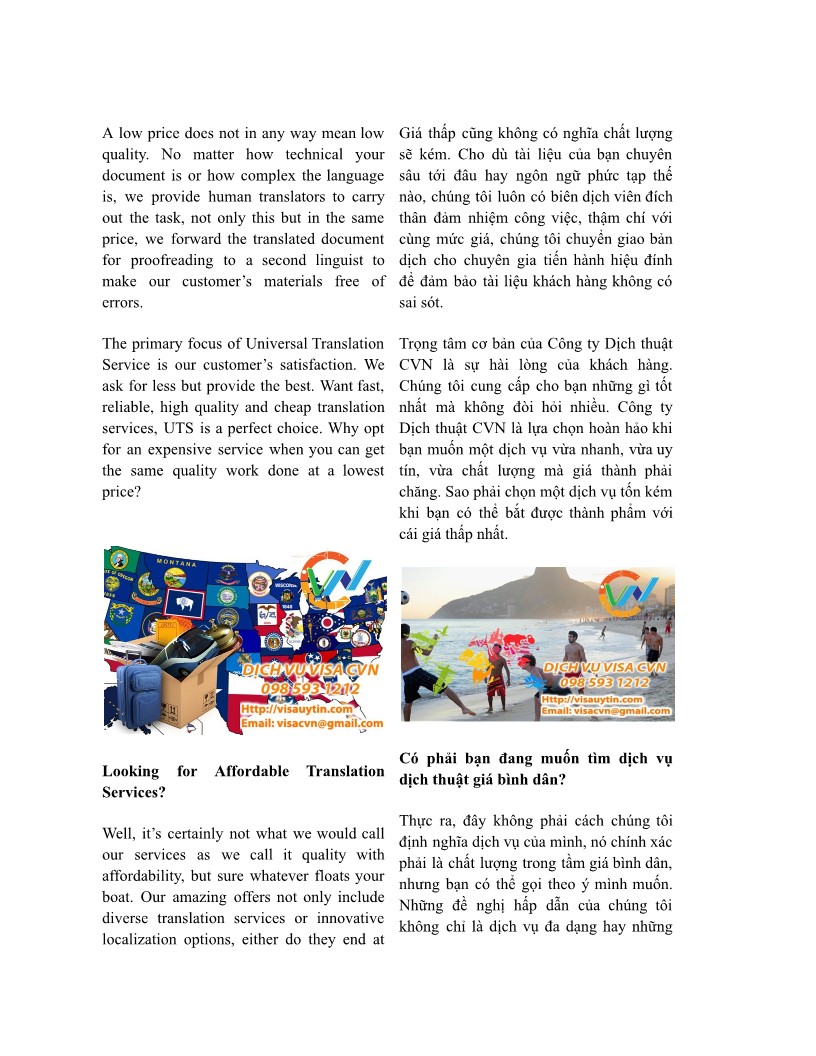 A low price does not in any way mean low
quality. No matter how technical your
document is or how complex the language
is, we provide human translators to carry
out the task, not only this but in the same
price, we forward the translated document
for proofreading to a second linguist to
make our customer’s materials free of
errors.
The primary focus of Universal Translation
Service is our customer’s satisfaction. We
ask for less but provide the best. Want fast,
reliable, high quality and cheap translation
services, UTS is a perfect choice. Why opt
for an expensive service when you can get
the same quality work done at a lowest
price?
MONTANA
WISCONSIN
1848
CVN
DỊCH VỤ VISA CVN
098 593 1212
Http://visauytin.com
Email: visacvn@gmail.com
Looking for Affordable Translation
Services?
Well, it’s certainly not what we would call
our services as we call it quality with
affordability, but sure whatever floats your
boat. Our amazing offers not only include
diverse translation services or innovative
localization options, either do they end at
Giá thấp cũng không có nghĩa chất lượng
sẽ kém. Cho dù tài liệu của bạn chuyên
sâu tới đâu hay ngôn ngữ phức tạp thế
nào, chúng tôi luôn có biên dịch viên đích
thân đảm nhiệm công việc, thậm chí với
cùng mức giá, chúng tôi chuyển giao bản
dịch cho chuyên gia tiến hành hiệu đính
để đảm bảo tài liệu khách hàng không có
sai sót.
Trọng tâm cơ bản của Công ty Dịch thuật
CVN là sự hài lòng của khách hàng.
Chúng tôi cung cấp cho bạn những gì tốt
nhất mà không đòi hỏi nhiều. Công ty
Dịch thuật CVN là lựa chọn hoàn hảo khi
bạn muốn một dịch vụ vừa nhanh, vừa uy
tín, vừa chất lượng mà giá thành phải
chăng. Sao phải chọn một dịch vụ tốn kém
khi bạn có thể bắt được thành phẩm với
cái giá thấp nhất.
CVN
DỊCH VỤ VISA CVN
098 593 1212
Http://visauytin.com
Email: visacvn@gmail.com
Có phải bạn đang muốn tìm dịch vụ
dịch thuật giá bình dân?
Thực ra, đây không phải cách chúng tôi
định nghĩa dịch vụ của mình, nó chính xác
phải là chất lượng trong tầm giá bình dân,
nhưng bạn có thể gọi theo ý mình muốn.
Những đề nghị hấp dẫn của chúng tôi
không chỉ là dịch vụ đa dạng hay những